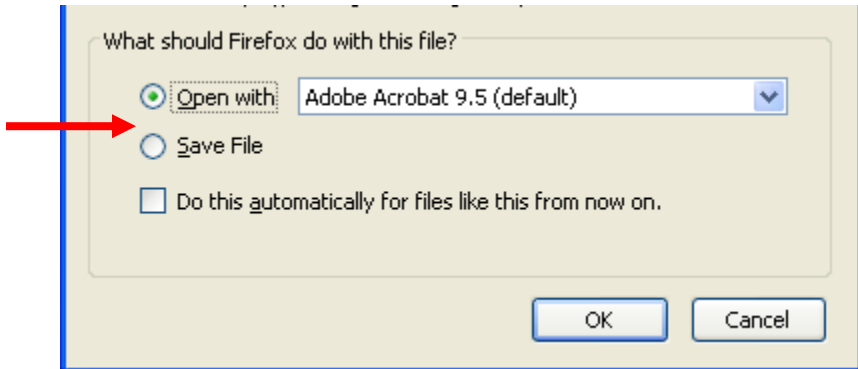 What should Firefox do with this file?
Open with Adobe Acrobat 9.5 (default)
Save File
Do this automatically for files like this from now on.
OK Cancel